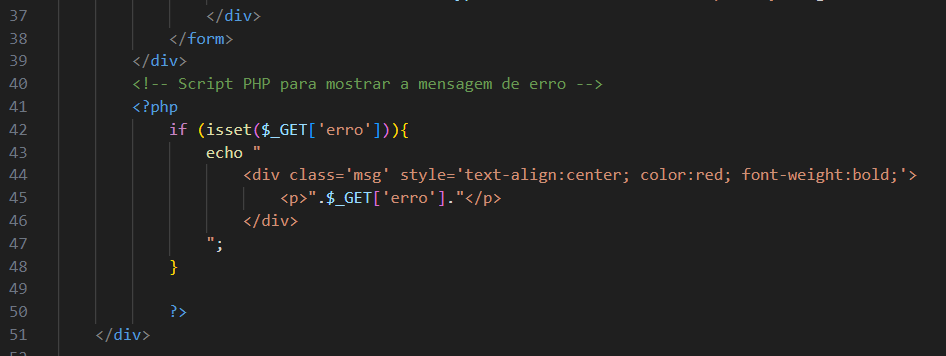 37 </div>
38 </form>
39 </div>
40 <!-- Script PHP para mostrar a mensagem de erro -->
41 <?php
42 if (isset($_GET['erro'])){
43 echo "
44 <div class='msg' style='text-align:center; color:red; font-weight:bold;'>
45 <p>".$_GET['erro']."</p>
46 </div>
47 ";
48 }
49
50 ?>
51 </div>